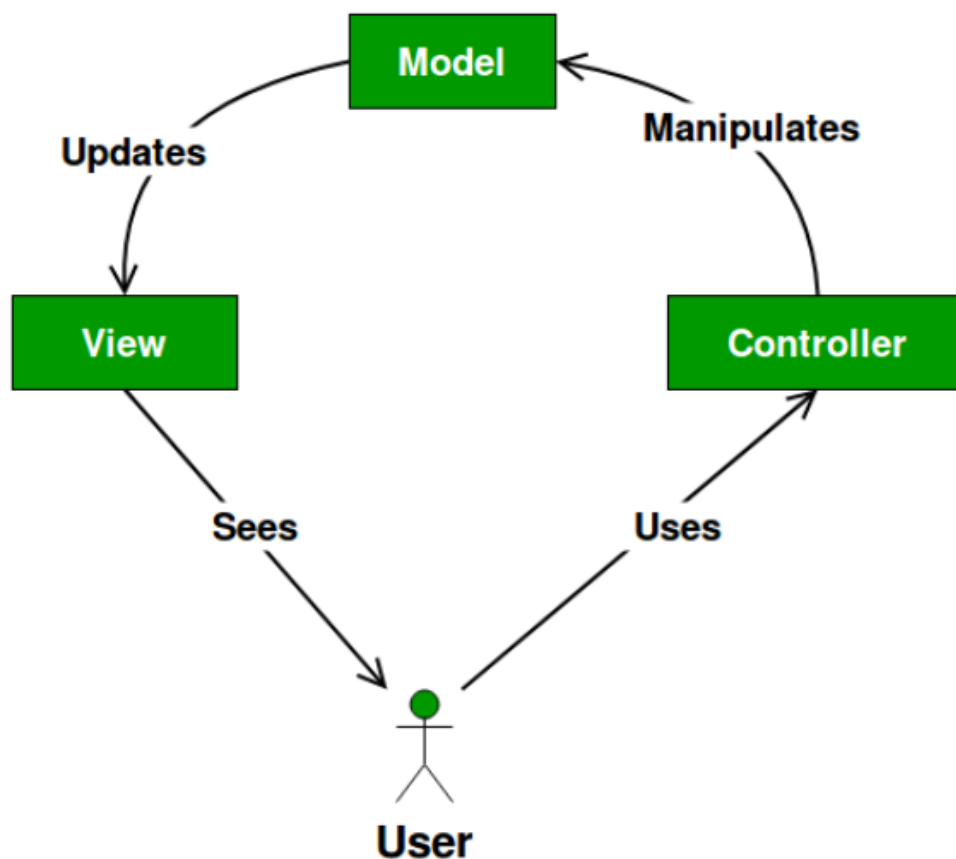 Model
Manipulates
Updates
View
Controller
Sees
Uses
User